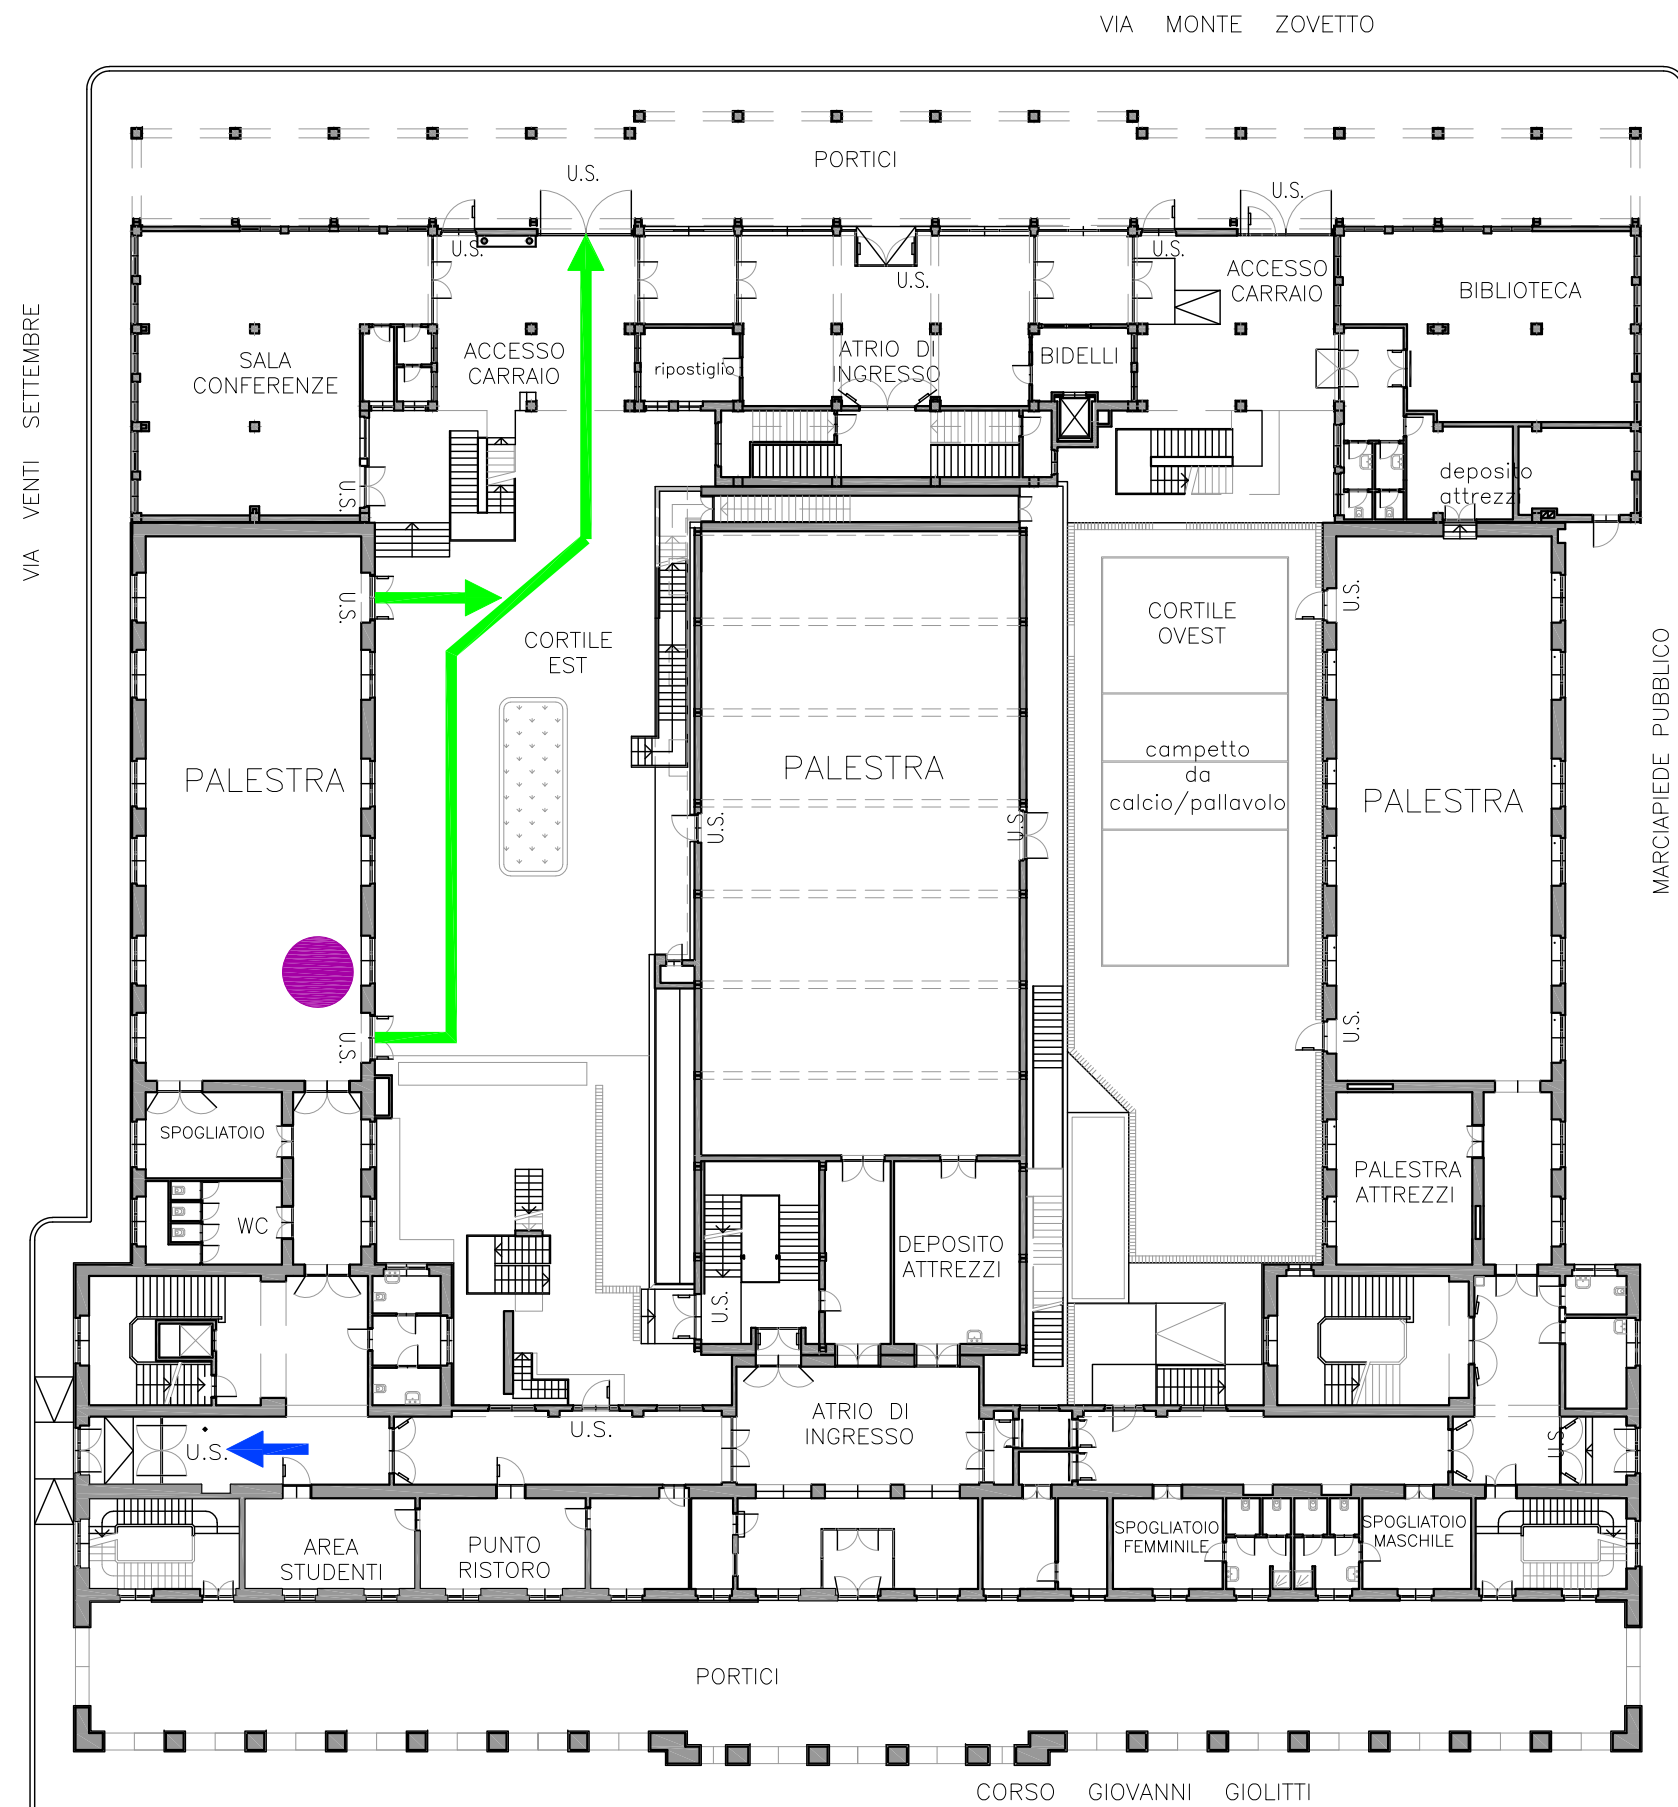 VIA MONTE ZOVETTO
PORTICI
U.S.
U.S.
U.S.
U.S.
U.S.
ACCESSO
CARRAIO
BIBLIOTECA
VIA VENTI SETTEMBRE
SALA
CONFERENZE
ACCESSO
CARRAIO
ripostiglio
ATRIO DI
INGRESSO
BIDELLI
deposito
attrezzi
U.S.
U.S.
U.S.
CORTILE
EST
CORTILE
OVEST
MARCIAPIEDE PUBBLICO
PALESTRA
PALESTRA
campetto
da
calcio/pallavolo
PALESTRA
U.S.
U.S.
U.S.
U.S.
SPOGLIATOIO
WC
PALESTRA
ATTREZZI
DEPOSITO
ATTREZZI
U.S.
U.S.
U.S.
ATRIO DI
INGRESSO
U.S.
AREA
STUDENTI
PUNTO
RISTORO
SPOGLIATOIO
FEMMINILE
SPOGLIATOIO
MASCHILE
PORTICI
CORSO GIOVANNI GIOLITTI